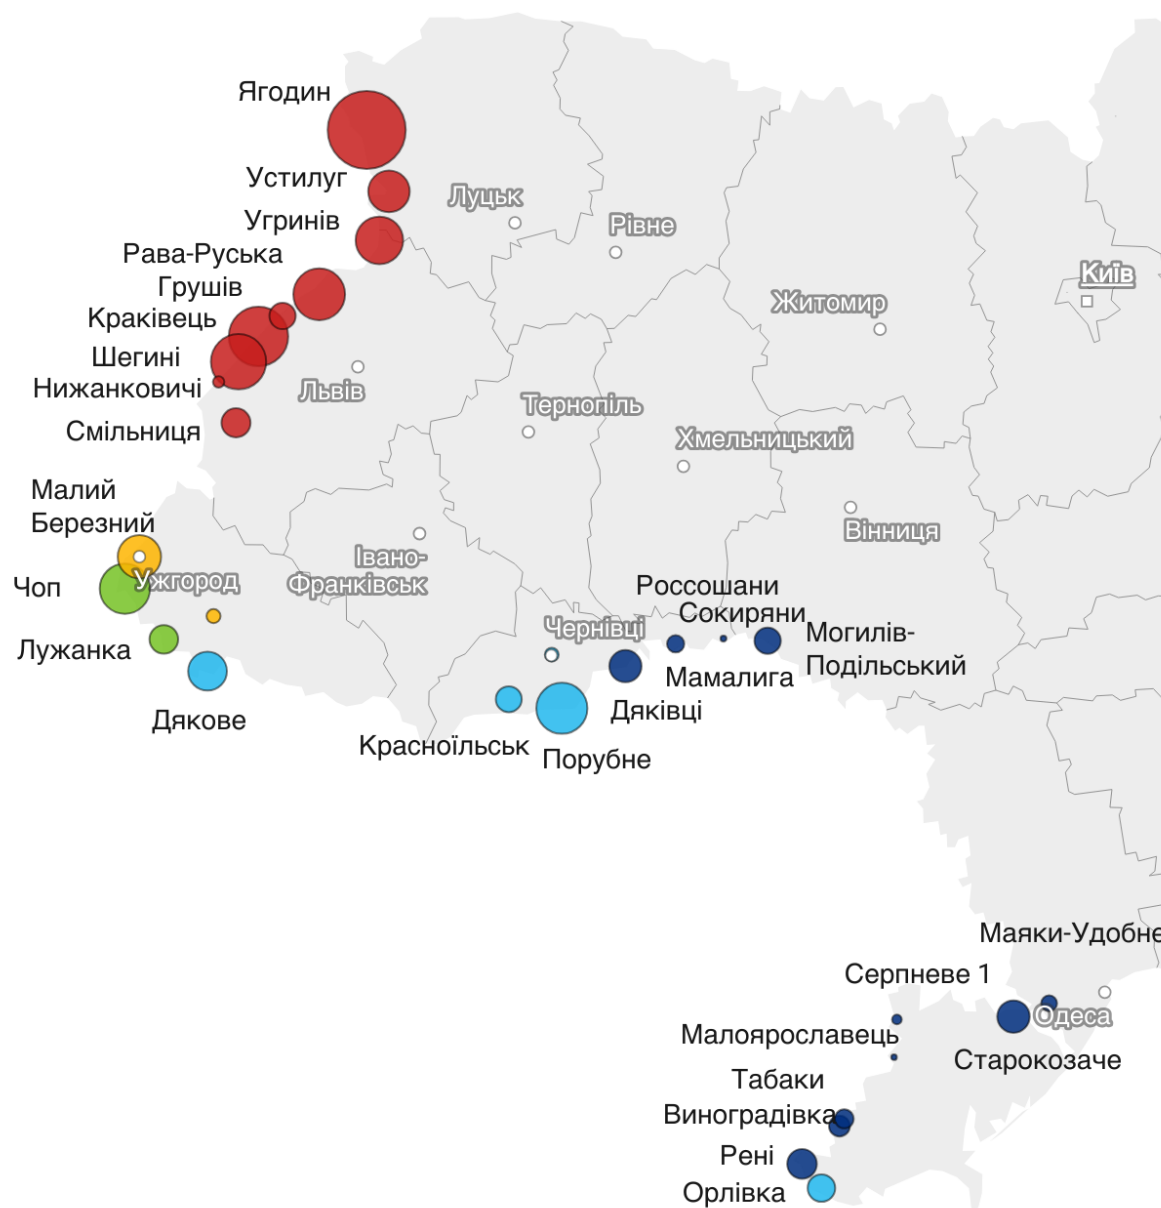 Ягодин
Устилуг
Луцьк
Угринів
Рівне
Рава-Руська
Київ
Грушів
Житомир
Краківець
Шегині
Нижанковичі
Львів
Тернопіль
Смільниця
Хмельницький
Малий
Березний
Вінниця
Івано-
Франківськ
Ужгород
Чоп
Россошани
Сокиряни
Чернівці
Могилів-
Подільський
Лужанка
Мамалига
Дякове
Дяківці
Красноїльськ
Порубне
Маяки-Удобне
Серпневе 1
Одеса
Малоярославець
Старокозаче
Табаки
Виноградівка
Рені
Орлівка